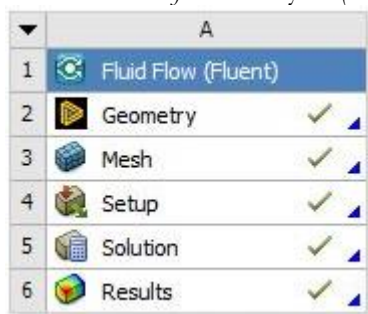 A
1 Fluid Flow (Fluent)
2 Geometry
3 Mesh
4 Setup
5 Solution
6 Results